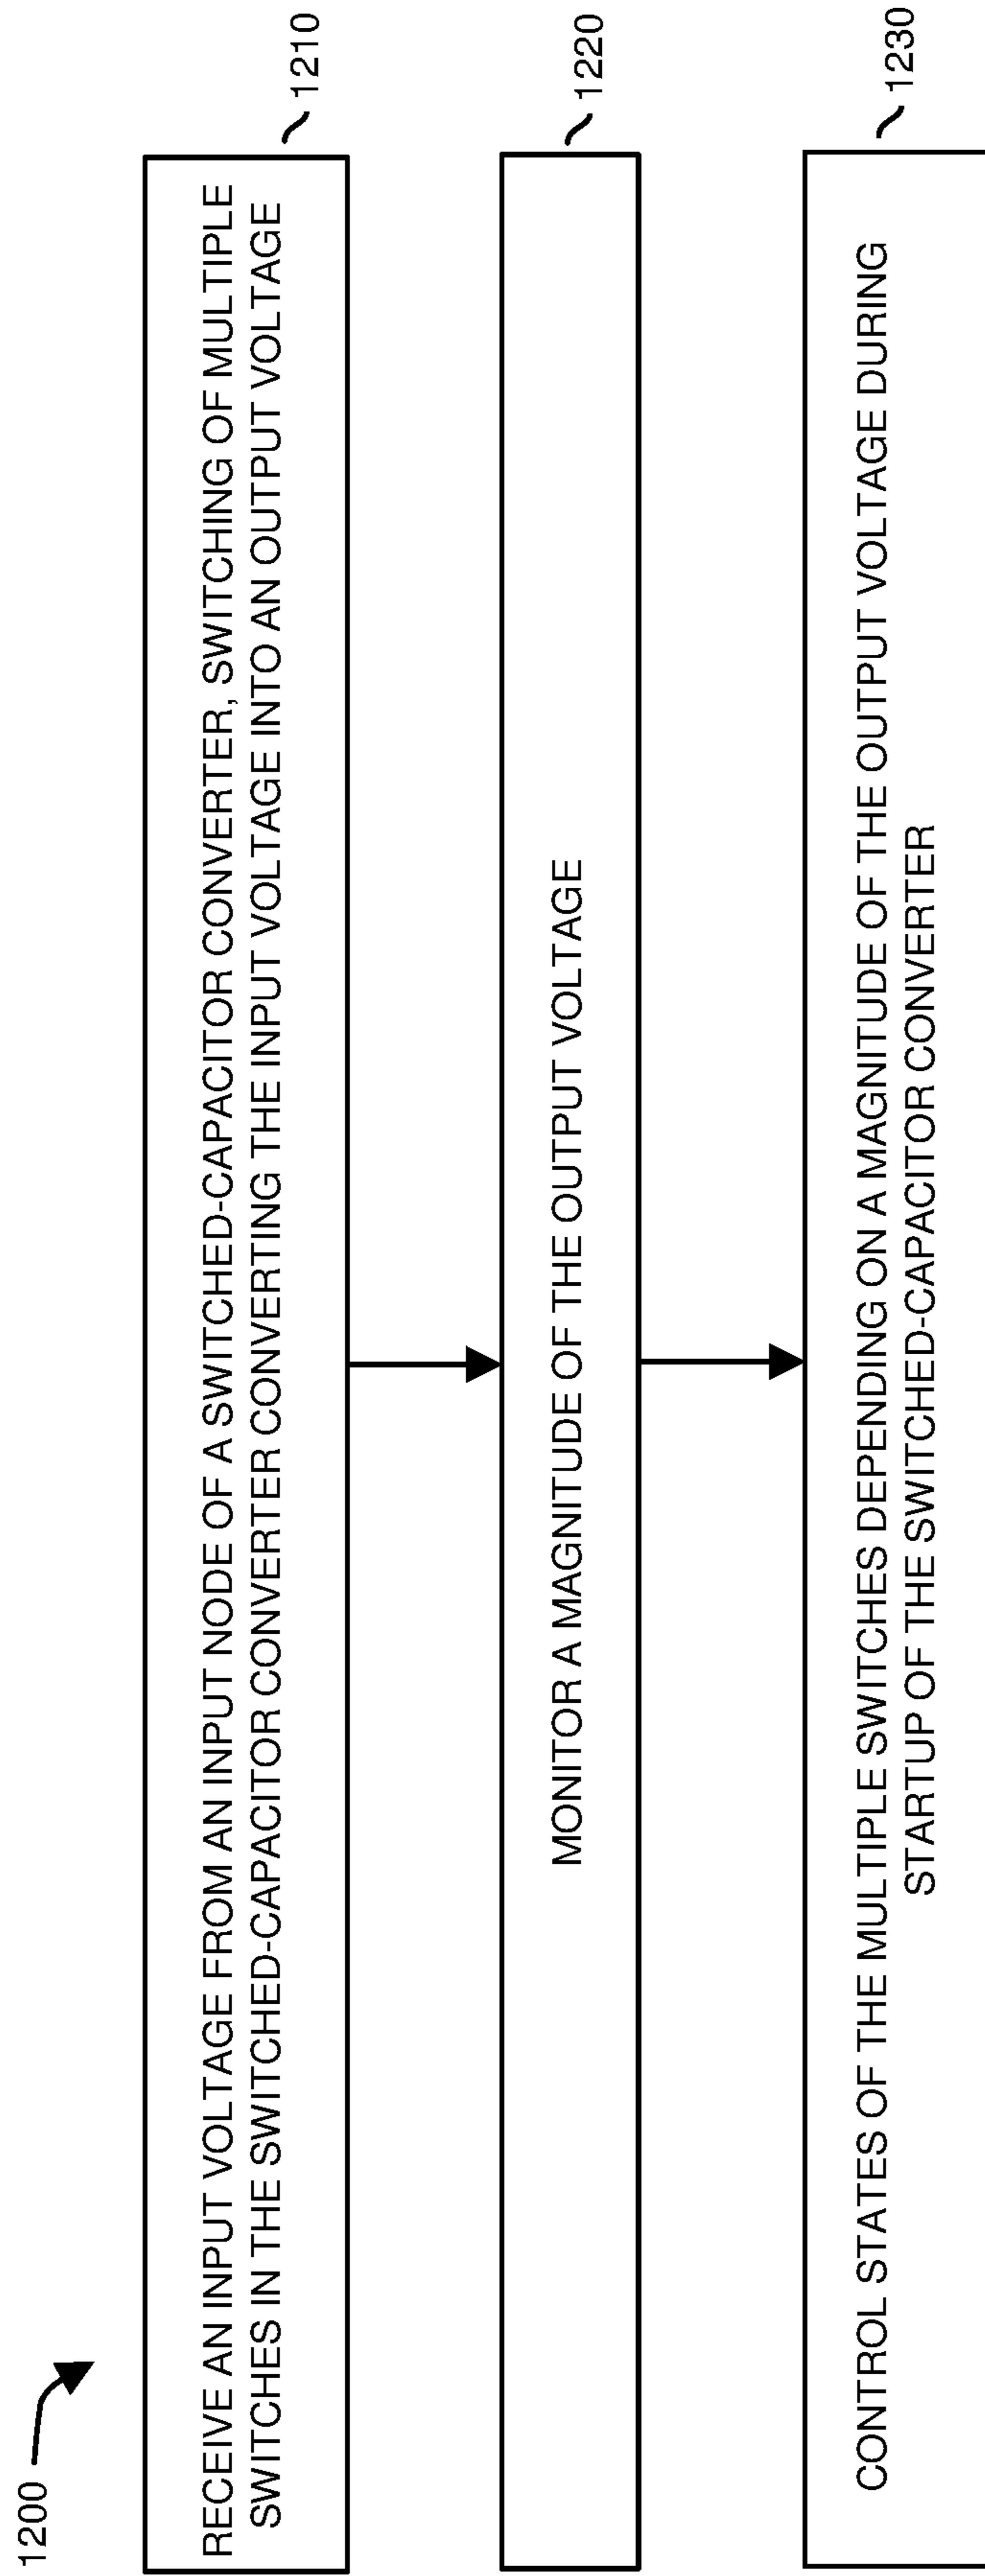 1200
RECEIVE AN INPUT VOLTAGE FROM AN INPUT NODE OF A SWITCHED-CAPACITOR CONVERTER, SWITCHING OF MULTIPLE
SWITCHES IN THE SWITCHED-CAPACITOR CONVERTER CONVERTING THE INPUT VOLTAGE INTO AN OUTPUT VOLTAGE
1210
MONITOR A MAGNITUDE OF THE OUTPUT VOLTAGE
1220
CONTROL STATES OF THE MULTIPLE SWITCHES DEPENDING ON A MAGNITUDE OF THE OUTPUT VOLTAGE DURING
STARTUP OF THE SWITCHED-CAPACITOR CONVERTER
1230